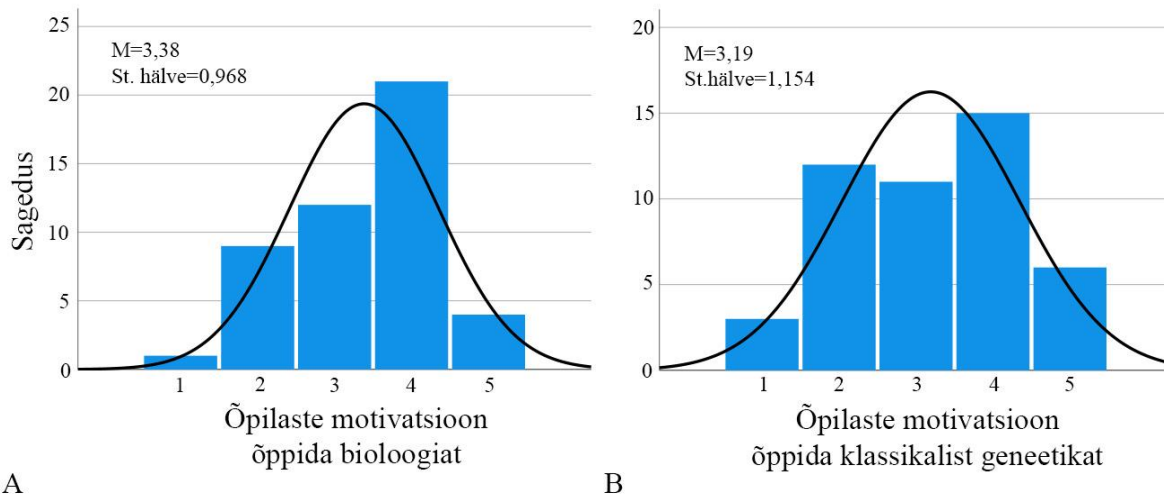 25
20
15
10
5
0
Sagedus
M=3,38
St. hälve=0,968
1 2 3 4 5
Õpilaste motivatsioon
õppida bioloogiat
A
20
15
10
5
0
M=3,19
St.hälve=1,154
1 2 3 4 5
Õpilaste motivatsioon
õppida klassikalist geneetikat
B